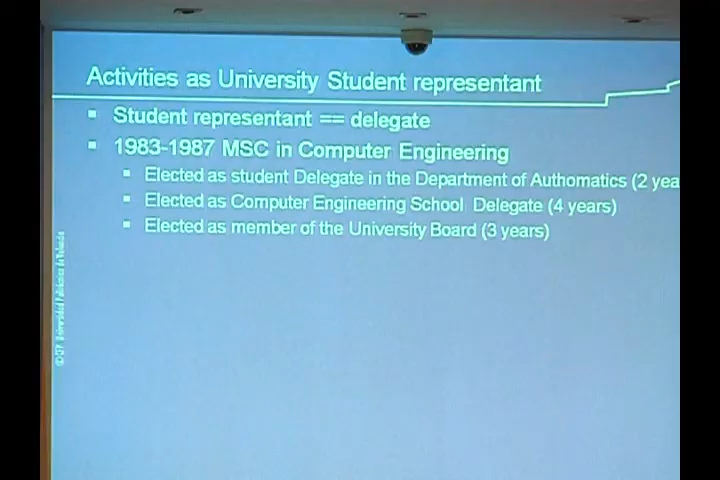 Activities as University Student representant
Student representant == delegate
1983-1987 MSC in Computer Engineering
Elected as student Delegate in the Department of Authomatics (2 yea
Elected as Computer Engineering School Delegate (4 years)
Elected as member of the University Board (3 years)